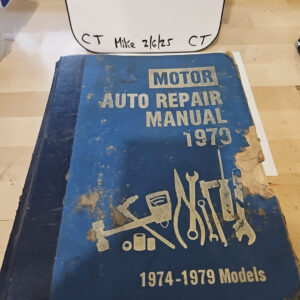 CT Mike 2/6/25 CT
MOTOR
AUTO REPAIR
MANUAL
1979
1974-1979 Models